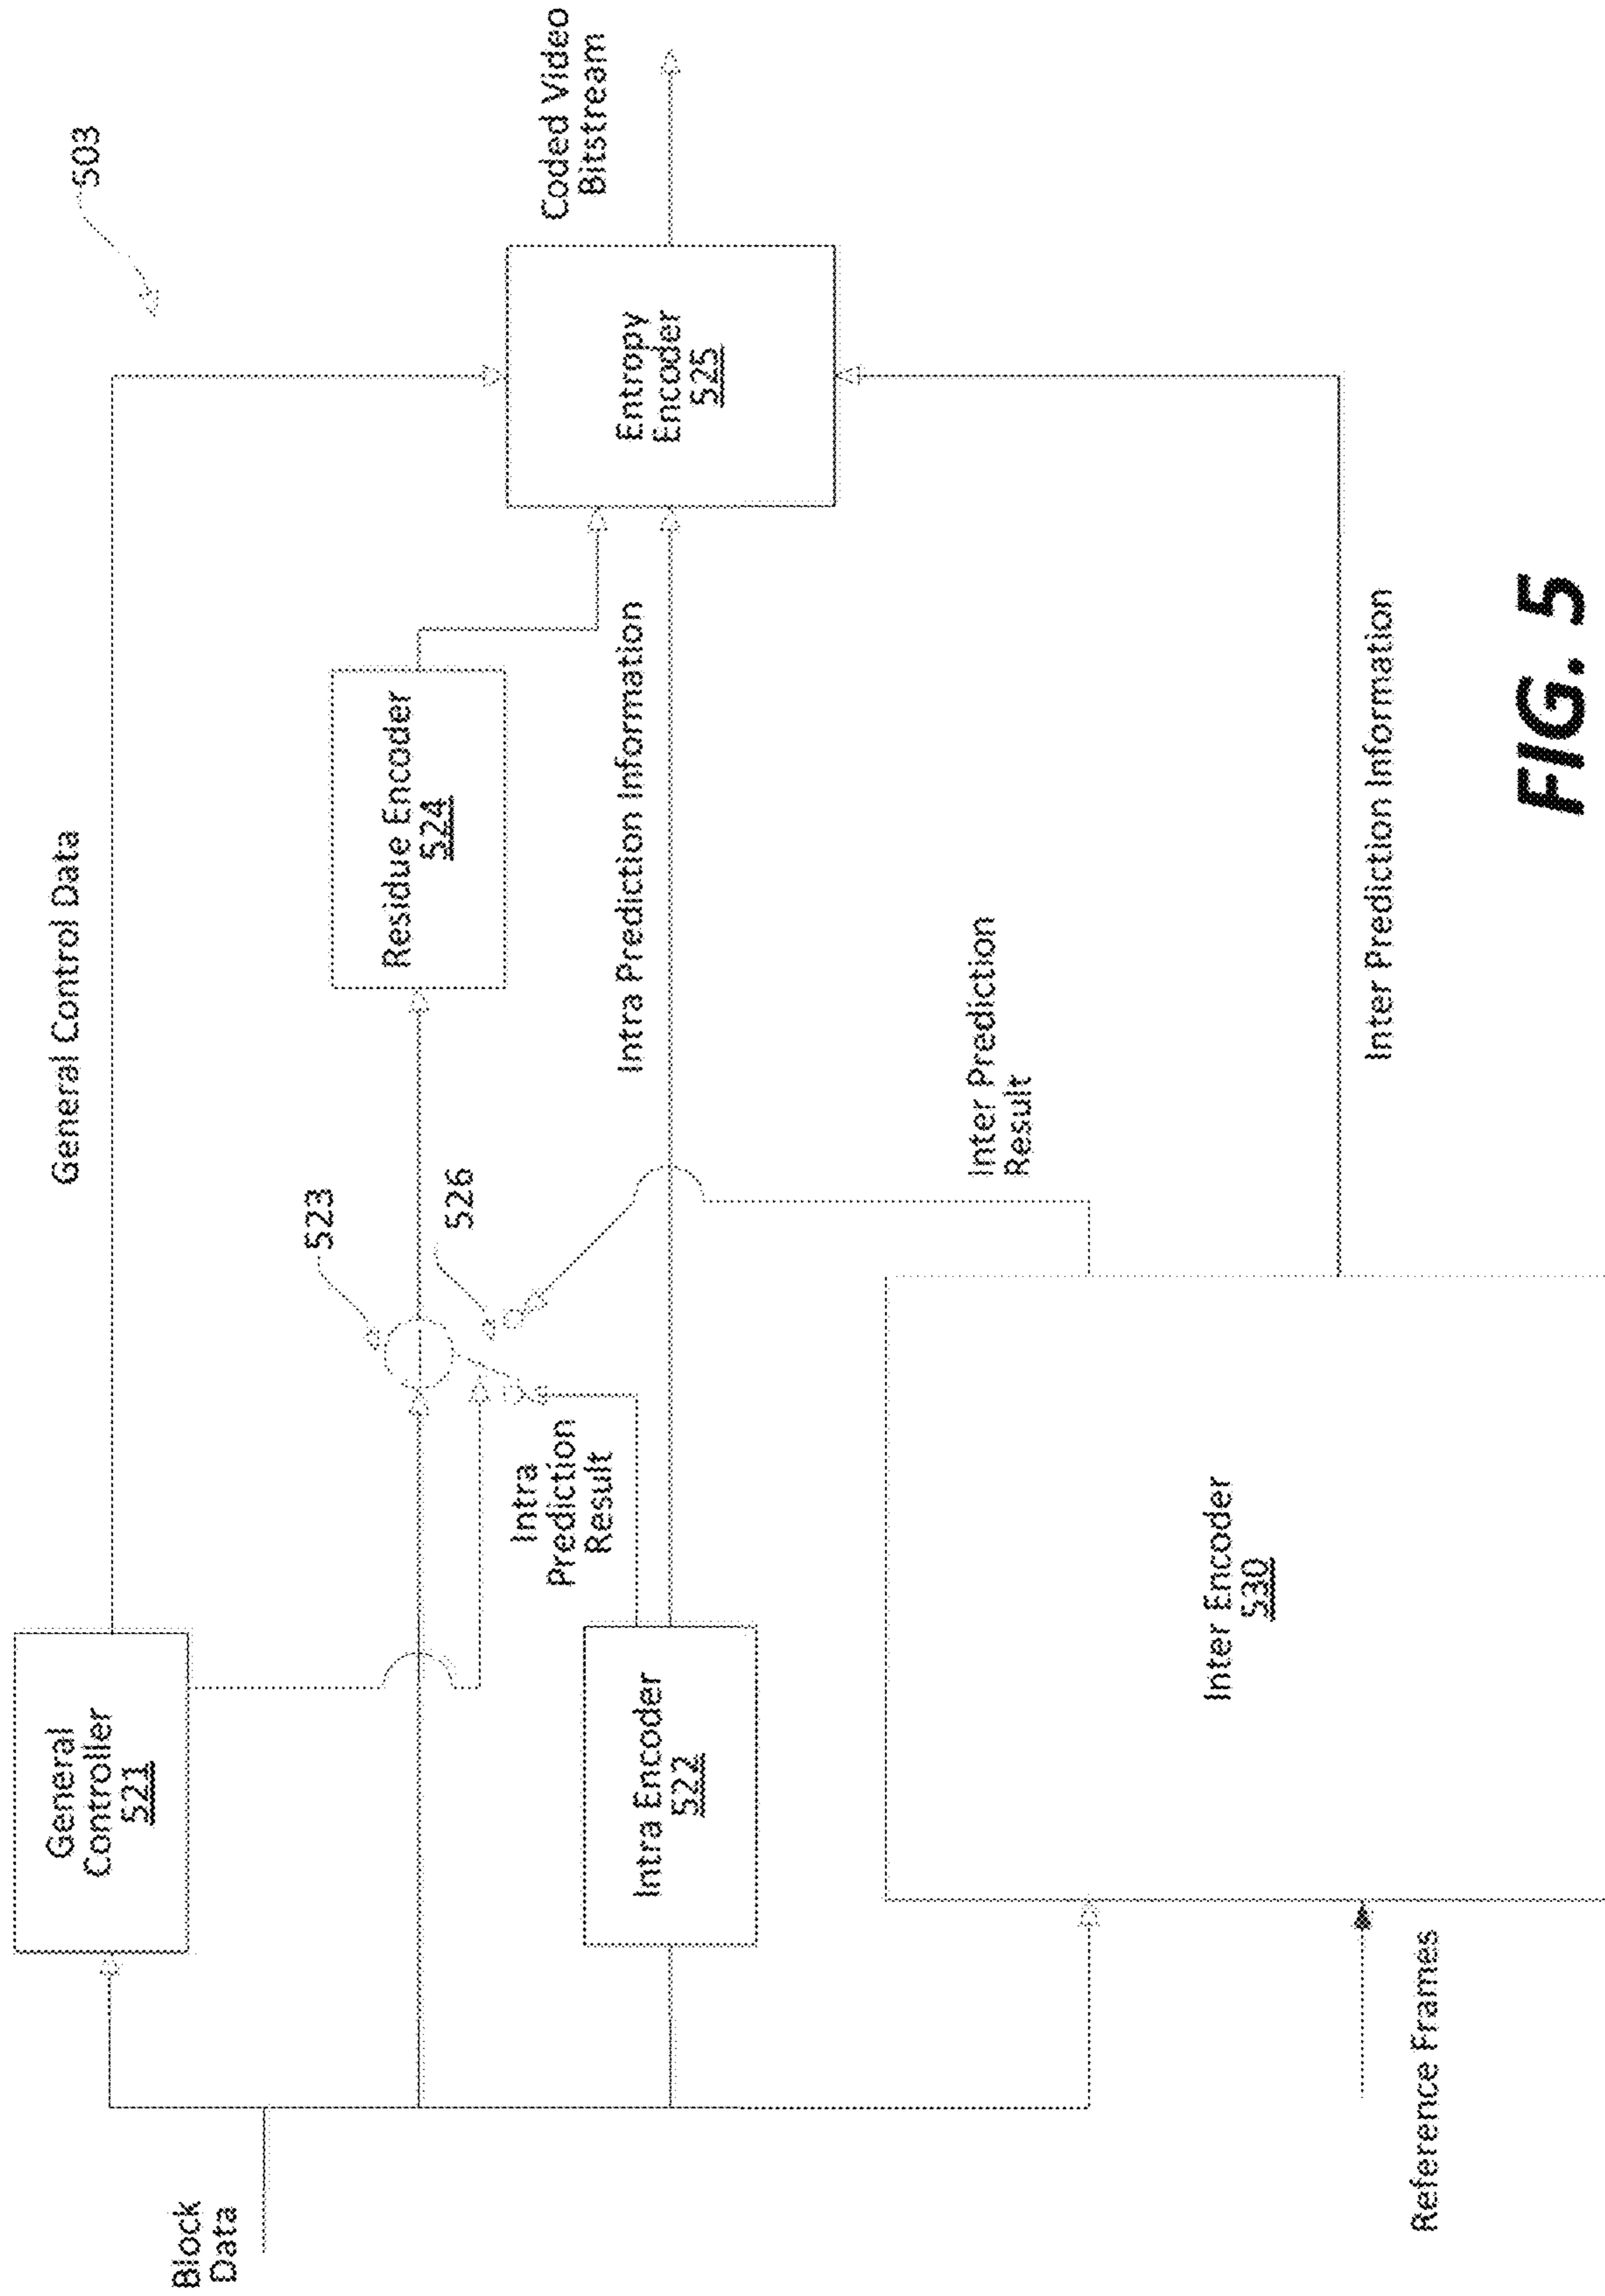 503
General Control Data
General
Controller
521
Block
Data
523
526
Residue Encoder
524
Coded Video
Bitstream
Entropy
Encoder
525
Intra
Prediction
Result
Intra Prediction Information
Intra Encoder
522
Inter Prediction
Result
Inter Encoder
530
Inter Prediction Information
Reference Frames
FIG. 5